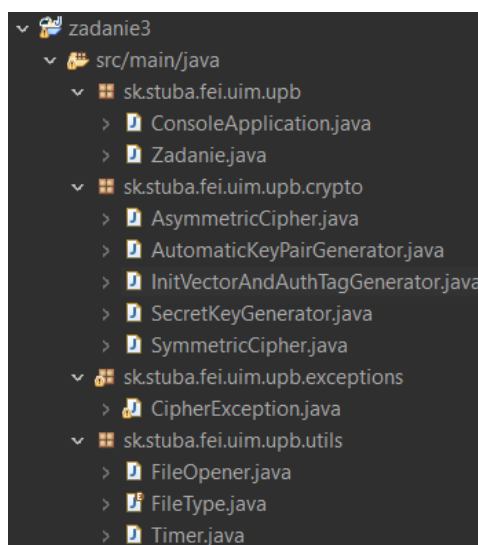 zadanie3
src/main/java
sk.stuba.fei.uim.upb
ConsoleApplication.java
Zadanie.java
sk.stuba.fei.uim.upb.crypto
AsymmetricCipher.java
AutomaticKeyPairGenerator.java
InitVectorAndAuthTagGenerator.java
SecretKeyGenerator.java
SymmetricCipher.java
sk.stuba.fei.uim.upb.exceptions
CipherException.java
sk.stuba.fei.uim.upb.utils
FileOpener.java
FileType.java
Timer.java